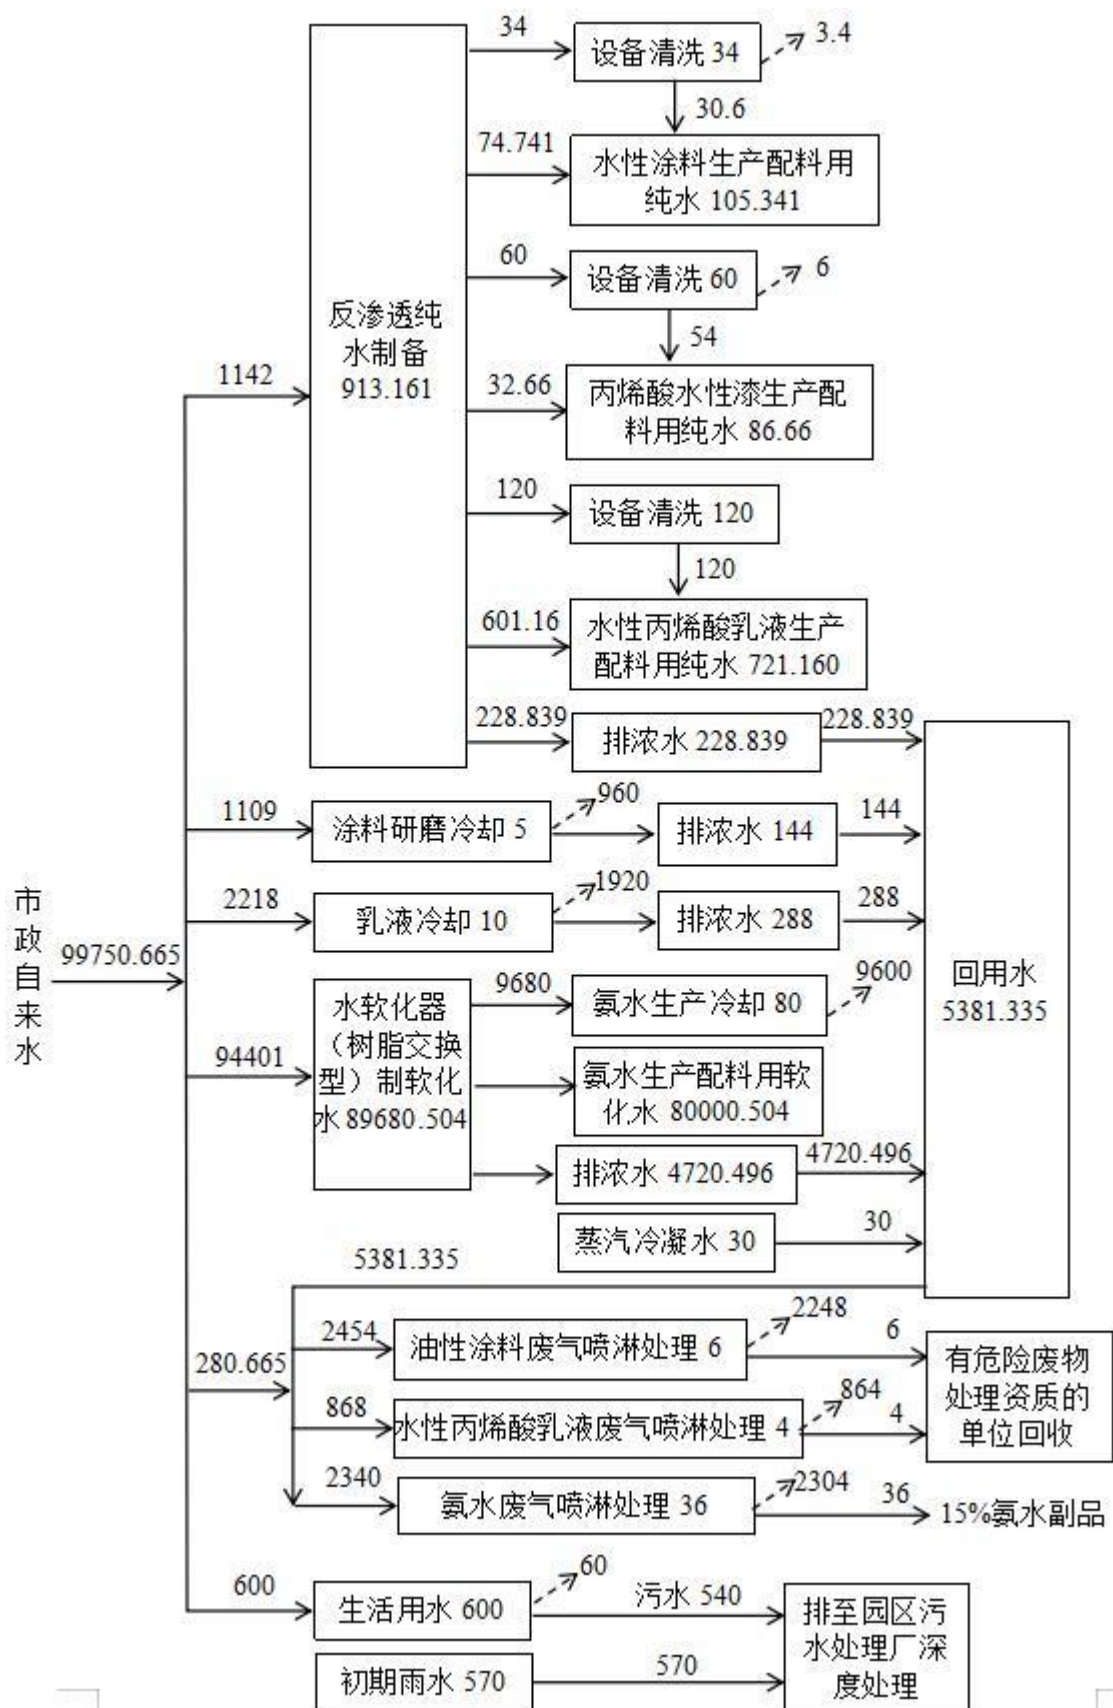 34
设备清洗 34
3.4
30.6
74.741
水性涂料生产配料用
纯水 105.341
60
设备清洗 60
6
54
反渗透纯
水制备
913.161
1142
32.66
丙烯酸水性漆生产配
料用纯水 86.66
120
设备清洗 120
120
601.16
水性丙烯酸乳液生产
配料用纯水 721.160
228.839
排浓水 228.839
228.839
1109
涂料研磨冷却 5
960
排浓水 144
144
2218
乳液冷却 10
1920
排浓水 288
288
市
政
自
来
水
99750.665
回用水
5381.335
94401
水软化器
（树脂交换
型）制软化
水 89680.504
9680
氨水生产冷却 80
9600
氨水生产配料用软
化水 80000.504
排浓水 4720.496
4720.496
蒸汽冷凝水 30
30
5381.335
280.665
2454
油性涂料废气喷淋处理 6
2248
6
有危险废物
处理资质的
单位回收
868
水性丙烯酸乳液废气喷淋处理 4
864
4
2340
氨水废气喷淋处理 36
2304
36
15%氨水副品
600
生活用水 600
60
污水 540
排至园区污
水处理厂深
度处理
初期雨水 570
570